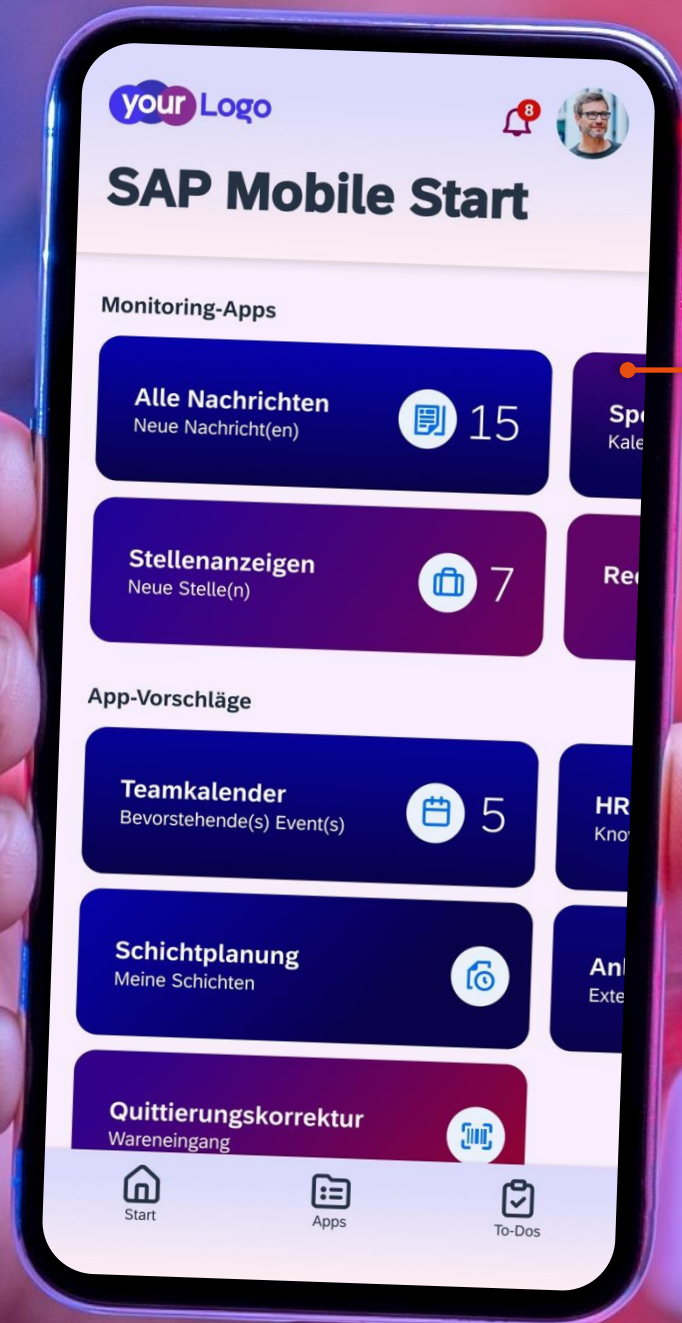 your Logo
8
SAP Mobile Start
Monitoring-Apps
Alle Nachrichten
Neue Nachricht(en)
15
Stellenanzeigen
Neue Stelle(n)
7
App-Vorschläge
Teamkalender
Bevorstehende(s) Event(s)
5
HR
Schichtplanung
Meine Schichten
Quittierungskorrektur
Wareneingang
Start
Apps
To-Dos